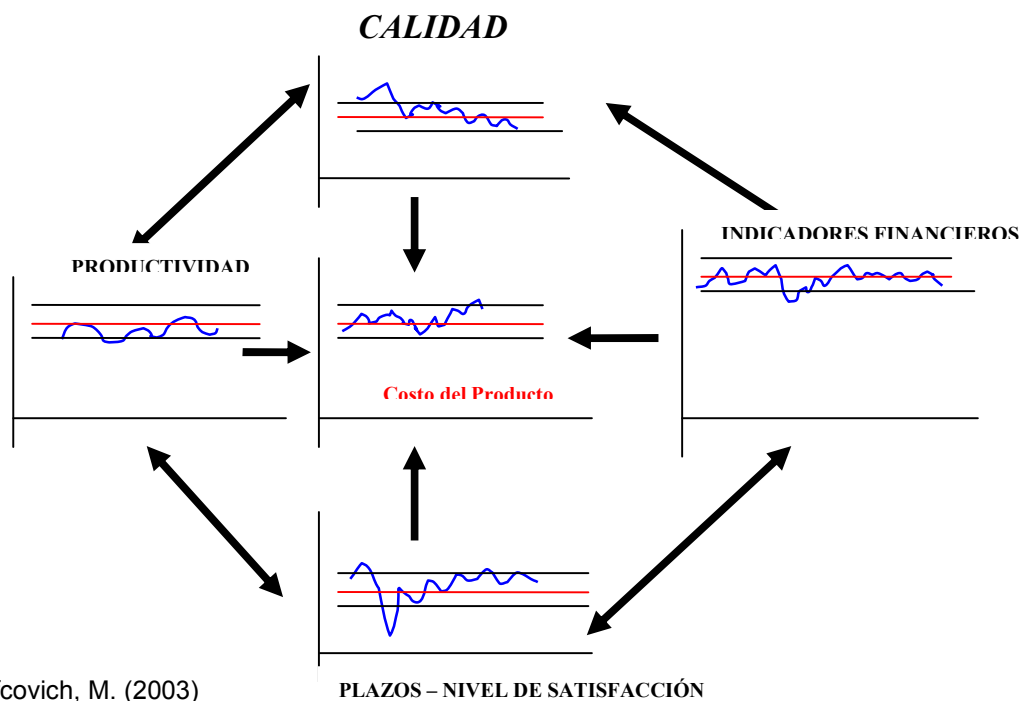 CALIDAD
INDICADORES FINANCIEROS
PRODUCTIVIDAD
Costo del Producto
PLAZOS – NIVEL DE SATISFACCIÓN
covich, M. (2003)